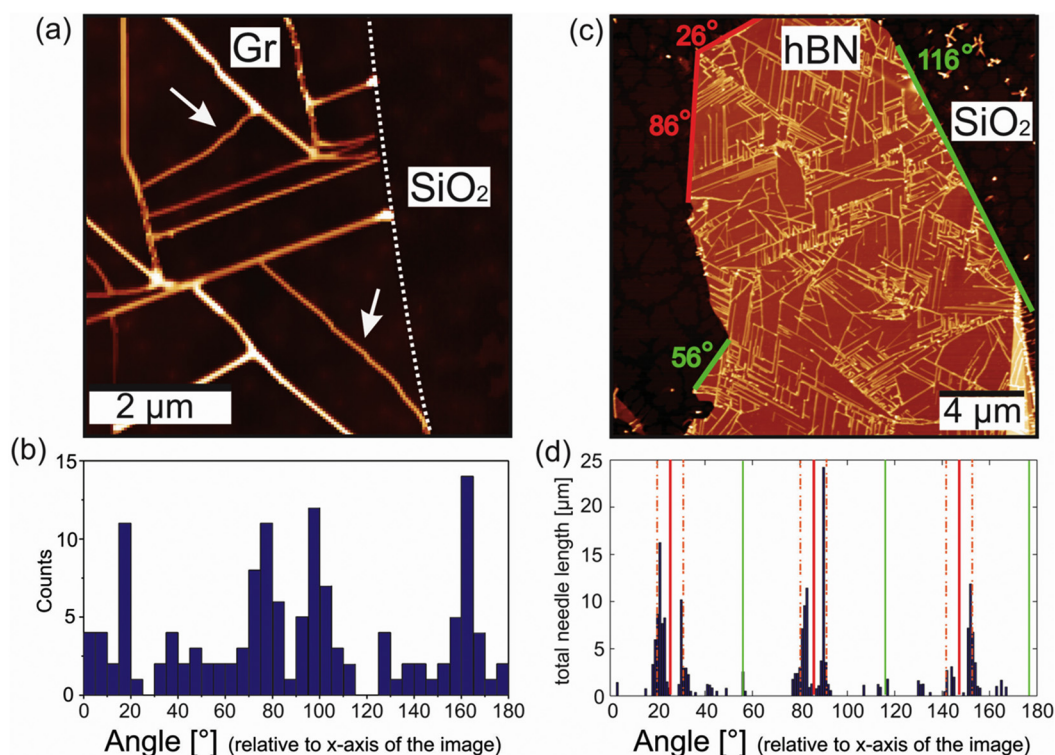 (a)
Gr
SiO₂
2 µm
(c)
26°
hBN
116°
86°
SiO₂
56°
4 µm
(b)
15
10
5
0
Counts
0 20 40 60 80 100 120 140 160 180
Angle [°] (relative to x-axis of the image)
(d)
25
20
15
10
5
0
total needle length [µm]
0 20 40 60 80 100 120 140 160 180
Angle [°] (relative to x-axis of the image)